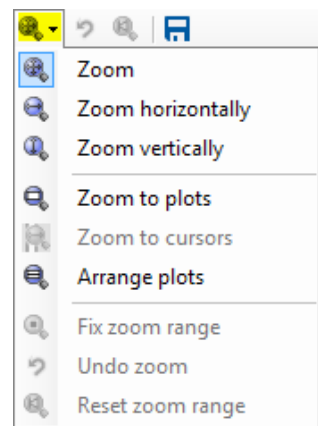 Zoom
Zoom horizontally
Zoom vertically
Zoom to plots
Zoom to cursors
Arrange plots
Fix zoom range
Undo zoom
Reset zoom range